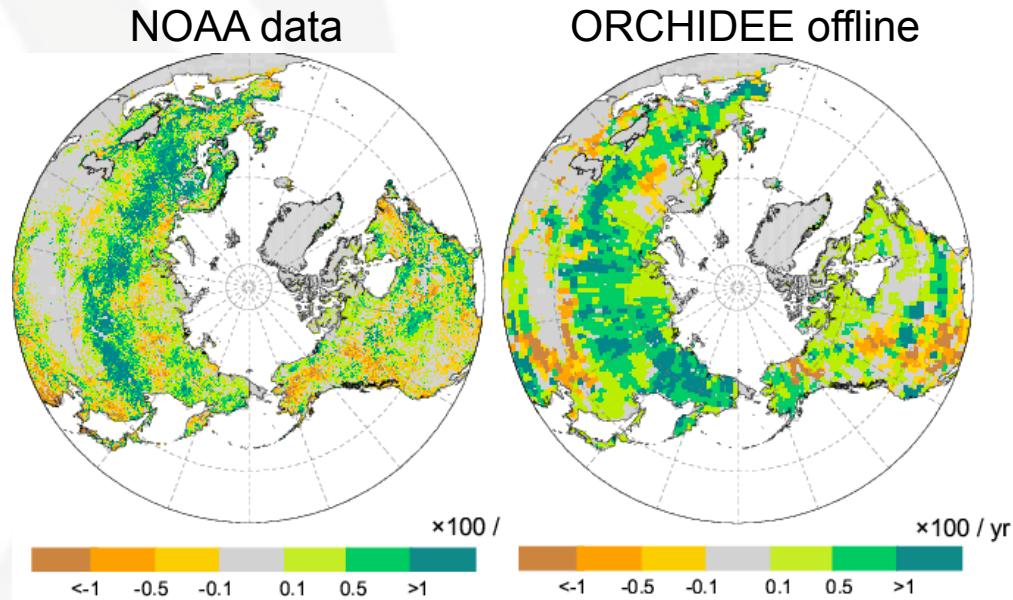 NOAA data
ORCHIDEE offline
×100 /
×100 / yr
<-1 -0.5 -0.1 0.1 0.5 >1
<-1 -0.5 -0.1 0.1 0.5 >1